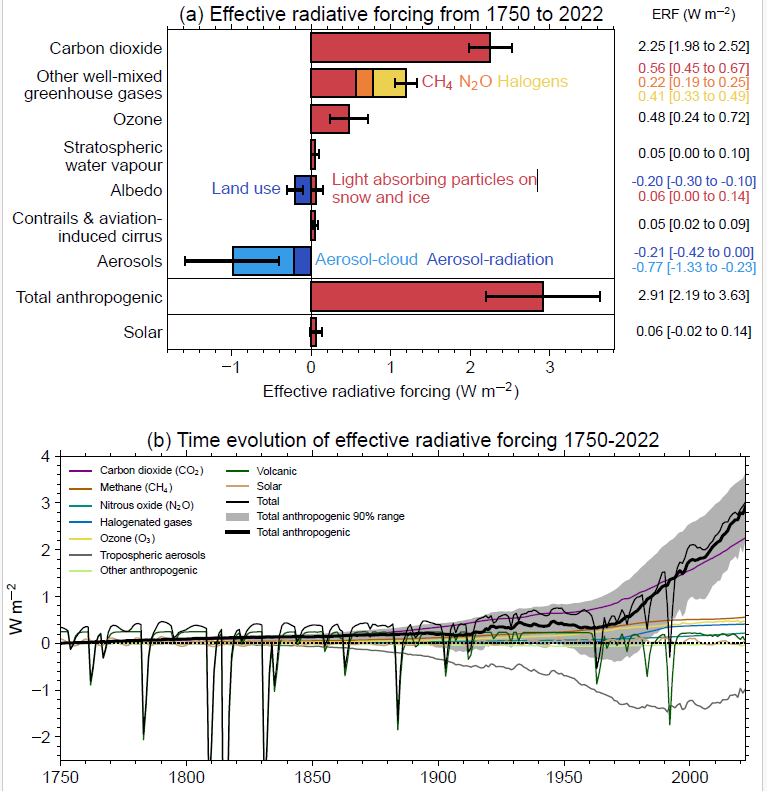 (a) Effective radiative forcing from 1750 to 2022
ERF (W m−2)
Carbon dioxide
2.25 [1.98 to 2.52]
Other well-mixed
greenhouse gases
CH4 N2O Halogens
0.56 [0.45 to 0.67]
0.22 [0.19 to 0.25]
0.41 [0.33 to 0.49]
Ozone
0.48 [0.24 to 0.72]
Stratospheric
water vapour
0.05 [0.00 to 0.10]
Albedo
Land use
Light absorbing particles on
snow and ice
-0.20 [-0.30 to -0.10]
0.06 [0.00 to 0.14]
Contrails & aviation-
induced cirrus
0.05 [0.02 to 0.09]
Aerosols
Aerosol-cloud Aerosol-radiation
-0.21 [-0.42 to 0.00]
-0.77 [-1.33 to -0.23]
Total anthropogenic
2.91 [2.19 to 3.63]
Solar
0.06 [-0.02 to 0.14]
−1 0 1 2 3
Effective radiative forcing (W m−2)
(b) Time evolution of effective radiative forcing 1750-2022
4
3
2
1
0
−1
−2
W m−2
Carbon dioxide (CO2)
Methane (CH4)
Nitrous oxide (N2O)
Halogenated gases
Ozone (O3)
Tropospheric aerosols
Other anthropogenic
Volcanic
Solar
Total
Total anthropogenic 90% range
Total anthropogenic
1750 1800 1850 1900 1950 2000